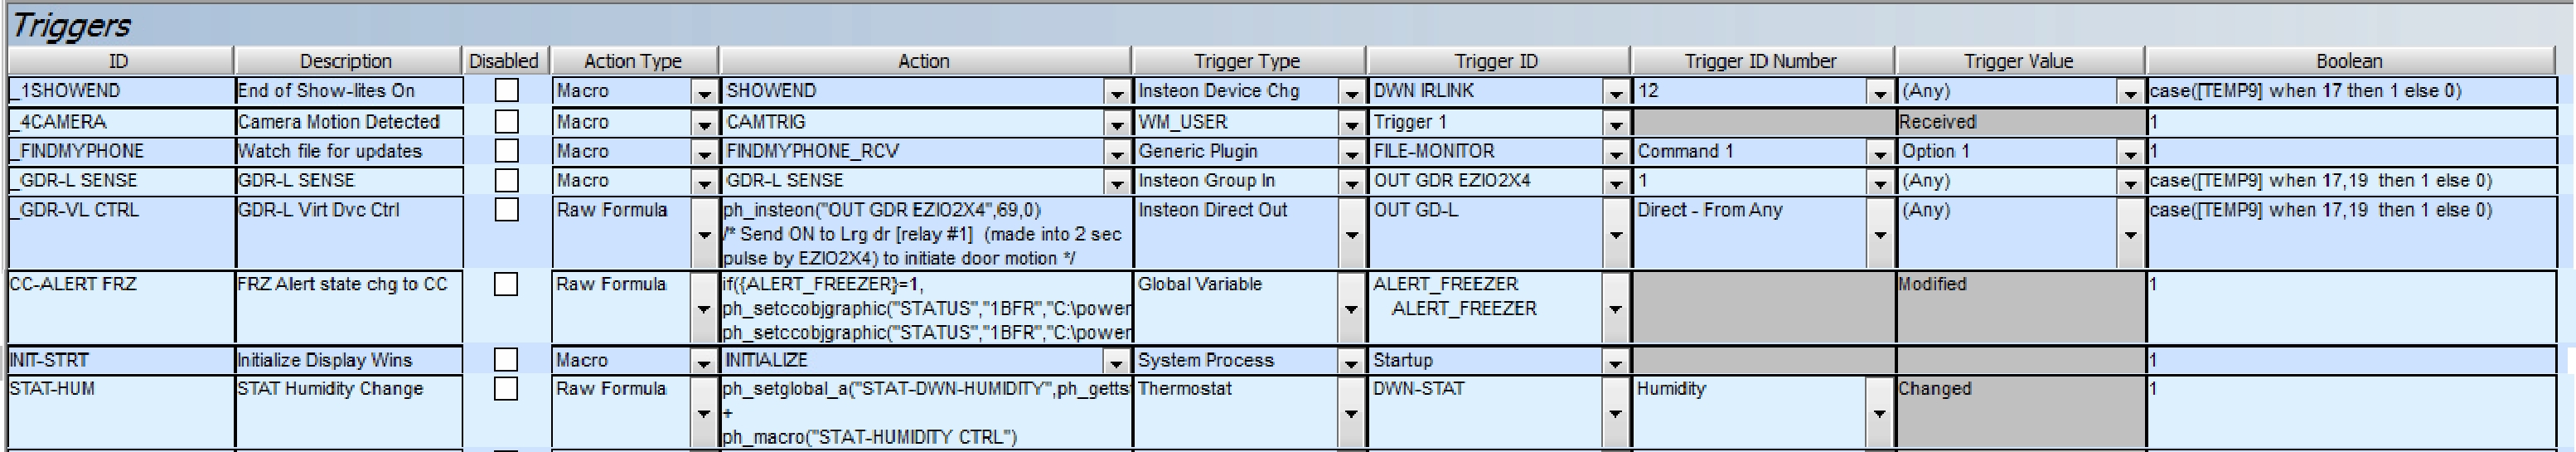 Triggers
ID Description Disabled Action Type Action Trigger Type Trigger ID Trigger ID Number Trigger Value Boolean
_1SHOWEND End of Show-lites On Macro SHOWEND Insteon Device Chg DWN IRLINK 12 (Any) case([TEMP9] when 17 then 1 else 0)
_4CAMERA Camera Motion Detected Macro CAMTRIG WM_USER Trigger 1 Received 1
_FINDMYPHONE Watch file for updates Macro FINDMYPHONE_RCV Generic Plugin FILE-MONITOR Command 1 Option 1 1
_GDR-L SENSE GDR-L SENSE Macro GDR-L SENSE Insteon Group In OUT GDR EZIO2X4 1 (Any) case([TEMP9] when 17,19 then 1 else 0)
_GDR-VL CTRL GDR-L Virt Dvc Ctrl Raw Formula ph_insteon("OUT GDR EZIO2X4",69,0) Insteon Direct Out OUT GD-L Direct - From Any (Any) case([TEMP9] when 17,19 then 1 else 0)
/* Send ON to Lrg dr [relay #1] (made into 2 sec
pulse by EZIO2X4) to initiate door motion */
CC-ALERT FRZ FRZ Alert state chg to CC Raw Formula if({ALERT_FREEZER}=1, Global Variable ALERT_FREEZER Modified 1
ph_setccobjgraphic("STATUS","1BFR","C:\power ALERT_FREEZER
ph_setccobjgraphic("STATUS","1BFR","C:\power
INIT-STRT Initialize Display Wins Macro INITIALIZE System Process Startup 1
STAT-HUM STAT Humidity Change Raw Formula ph_setglobal_a("STAT-DWN-HUMIDITY",ph_getts Thermostat DWN-STAT Humidity Changed 1
+
ph_macro("STAT-HUMIDITY CTRL")